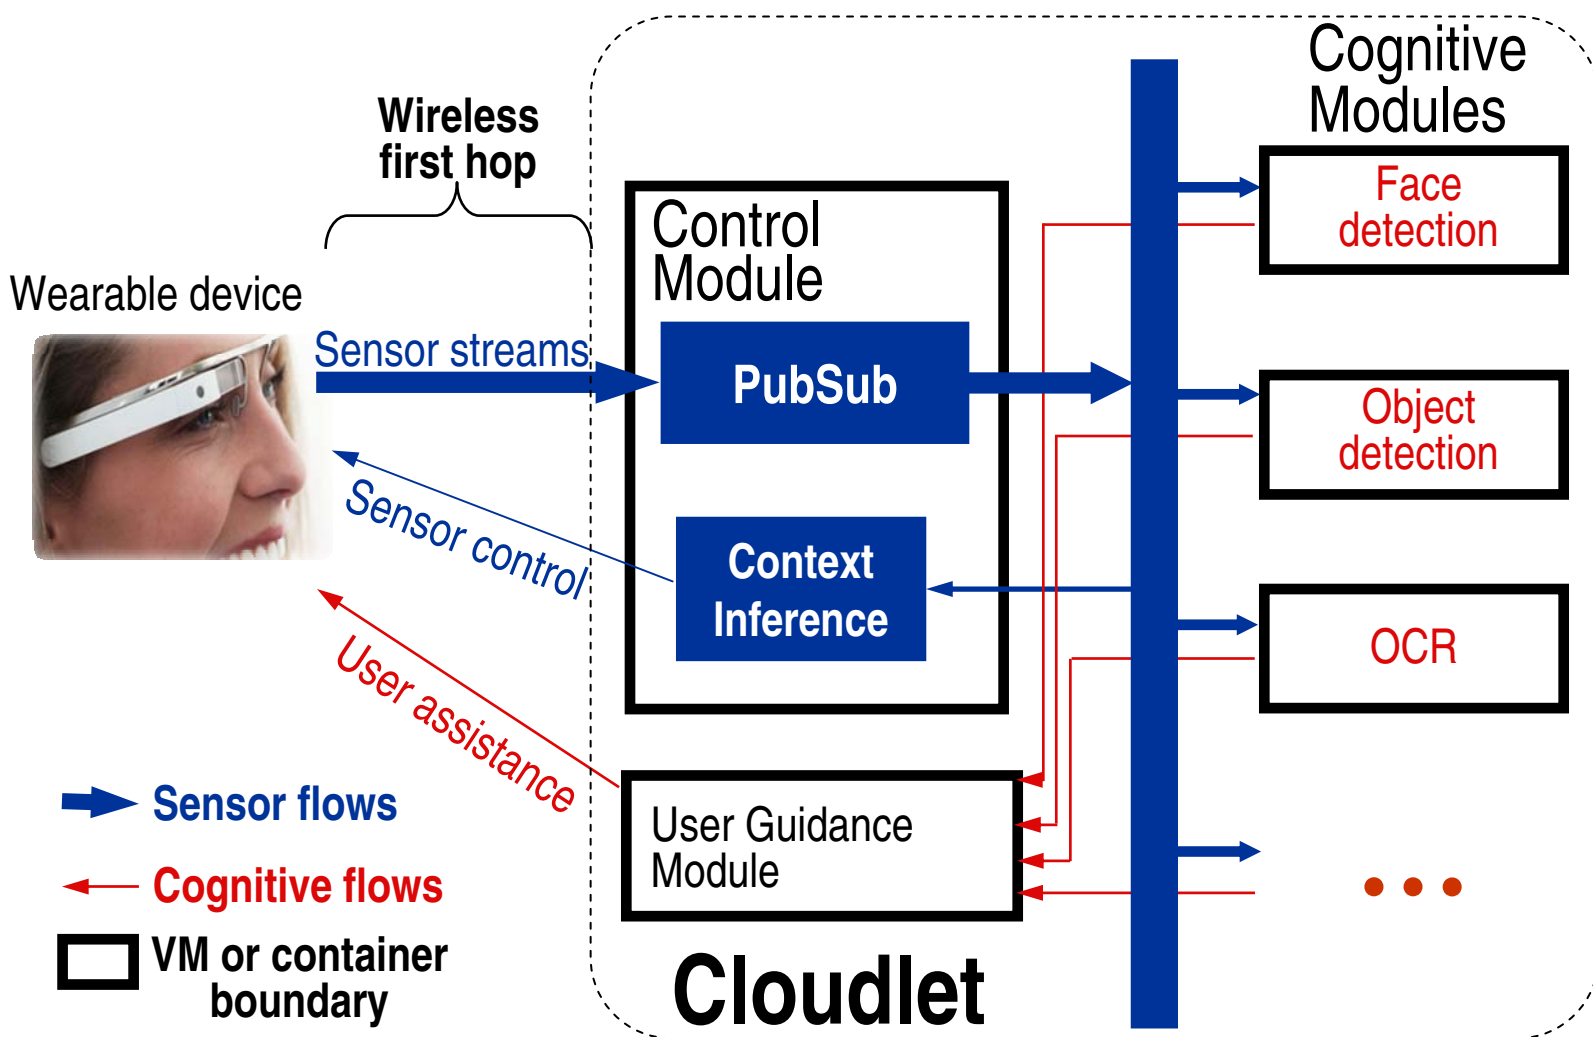 Cognitive
Modules
Wireless
first hop
Face
detection
Control
Module
Wearable device
Sensor streams
PubSub
Object
detection
Sensor control
Context
Inference
OCR
User assistance
User Guidance
Module
Sensor flows
Cognitive flows
VM or container
boundary
Cloudlet